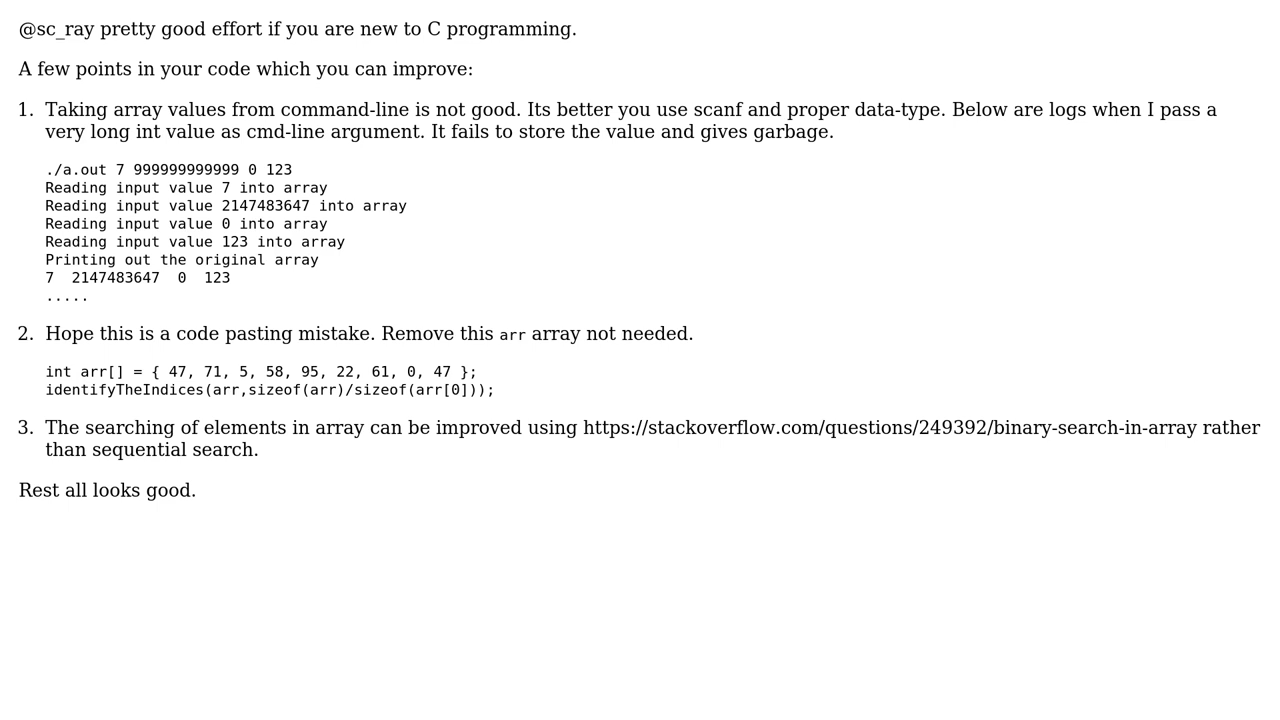 @sc_ray pretty good effort if you are new to C programming.
A few points in your code which you can improve:
1. Taking array values from command-line is not good. Its better you use scanf and proper data-type. Below are logs when I pass a
very long int value as cmd-line argument. It fails to store the value and gives garbage.
./a.out 7 999999999999 0 123
Reading input value 7 into array
Reading input value 2147483647 into array
Reading input value 0 into array
Reading input value 123 into array
Printing out the original array
7  2147483647  0  123
.....
2. Hope this is a code pasting mistake. Remove this arr array not needed.
int arr[] = { 47, 71, 5, 58, 95, 22, 61, 0, 47 };
identifyTheIndices(arr,sizeof(arr)/sizeof(arr[0]));
3. The searching of elements in array can be improved using https://stackoverflow.com/questions/249392/binary-search-in-array rather
than sequential search.
Rest all looks good.